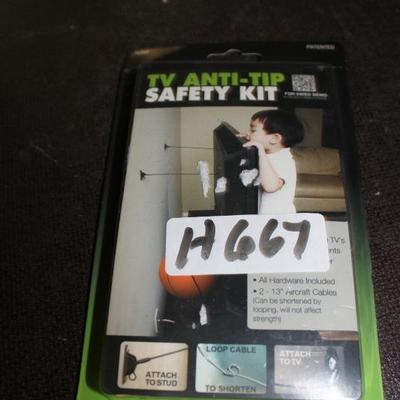 PATENTED
TV ANTI-TIP
SAFETY KIT
FOR VIDEO DEMO
H667
TV's
• All Hardware Included
• 2 - 13" Aircraft Cables
(Can be shortened by
looping, will not affect
strength)
ATTACH
TO STUD
LOOP CABLE
TO SHORTEN
ATTACH
TO TV